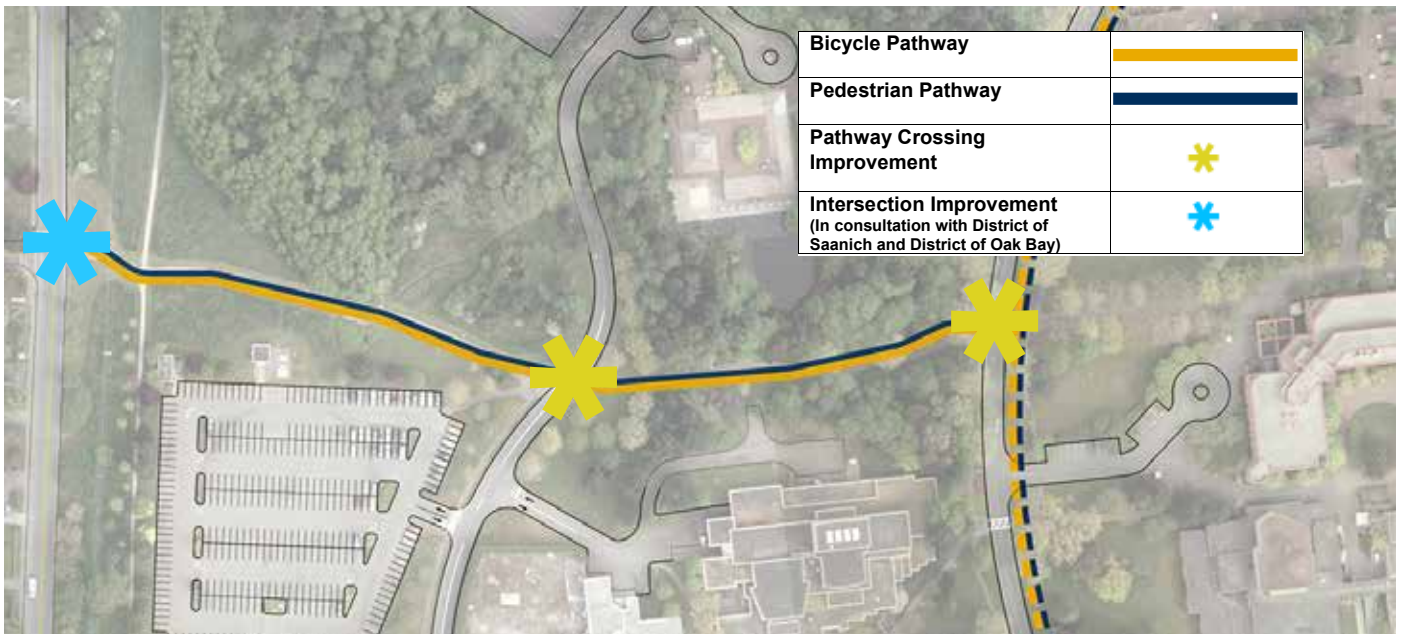 Bicycle Pathway
Pedestrian Pathway
Pathway Crossing
Improvement
Intersection Improvement
(In consultation with District of
Saanich and District of Oak Bay)